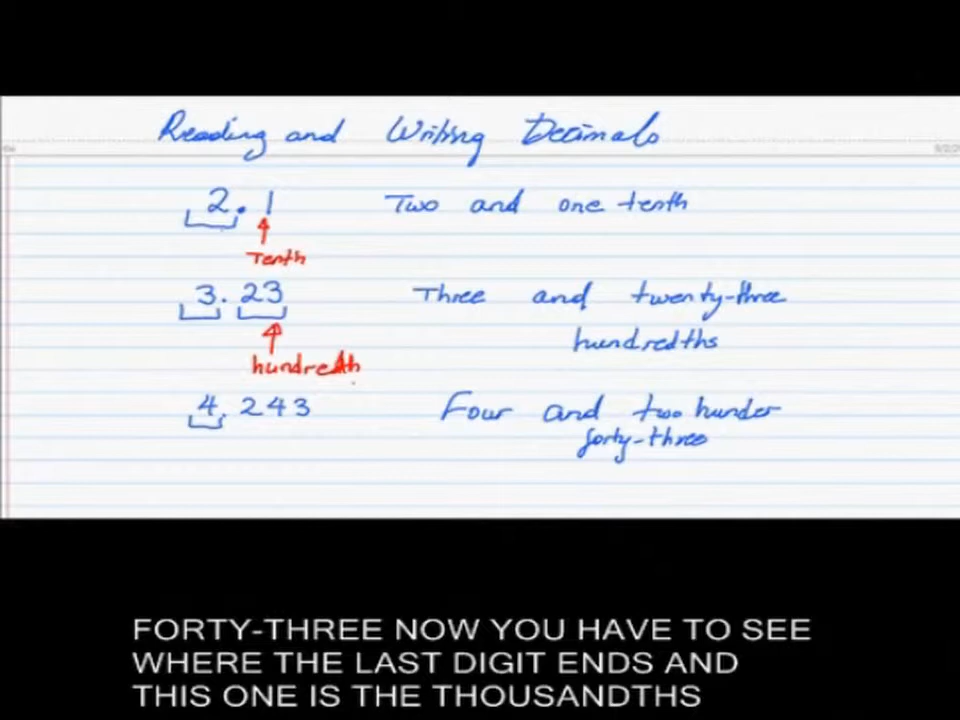 Reading and Writing Decimals
2.1 Two and one tenth
Tenth
3.23 Three and twenty-three
hundredths
hundredth
4.243 Four and two hunder
forty-three
FORTY-THREE NOW YOU HAVE TO SEE
WHERE THE LAST DIGIT ENDS AND
THIS ONE IS THE THOUSANDTHS